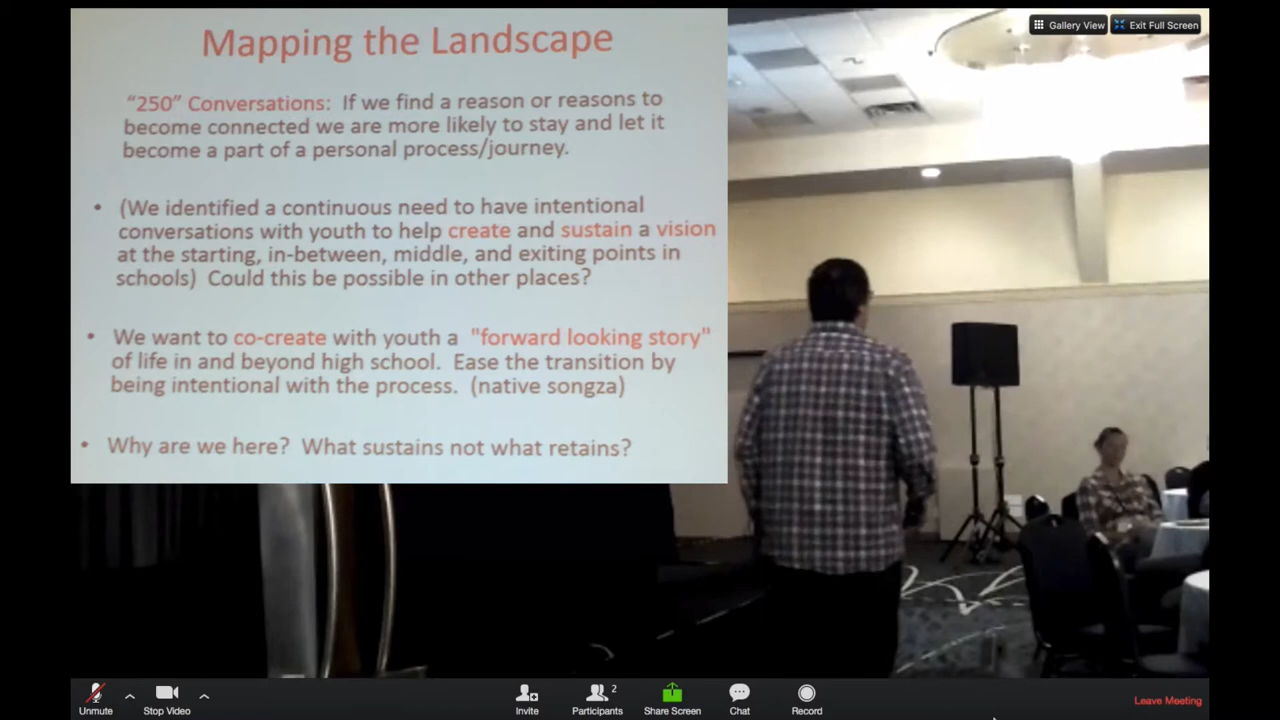 Gallery View
Exit Full Screen
Mapping the Landscape
"250" Conversations: If we find a reason or reasons to
become connected we are more likely to stay and let it
become a part of a personal process/journey.
• (We identified a continuous need to have intentional
conversations with youth to help create and sustain a vision
at the starting, in-between, middle, and exiting points in
schools) Could this be possible in other places?
• We want to co-create with youth a "forward looking story"
of life in and beyond high school. Ease the transition by
being intentional with the process. (native songza)
• Why are we here? What sustains not what retains?
Unmute
Stop Video
Invite
Participants 2
Share Screen
Chat
Record
Leave Meeting